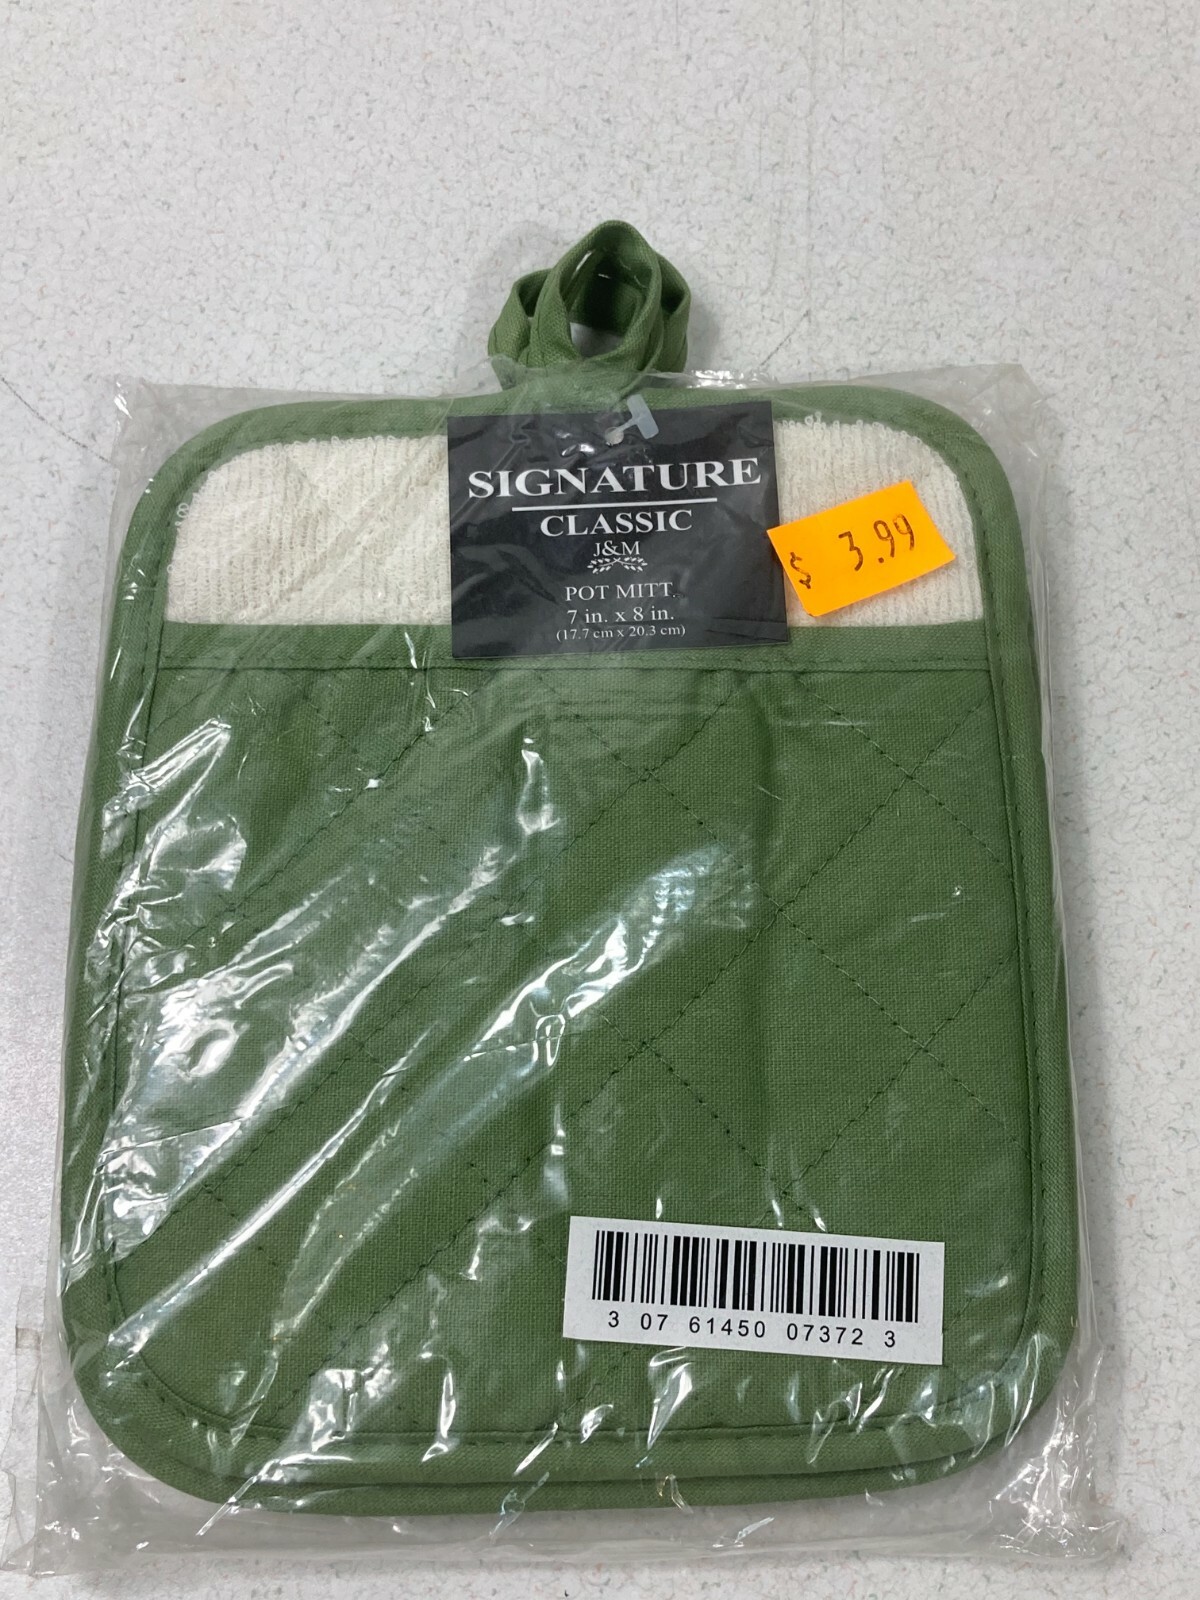 SIGNATURE
CLASSIC
J&M
POT MITT.
7 in. x 8 in.
(17.7 cm x 20.3 cm)
$ 3.99
3 07 61450 07372 3